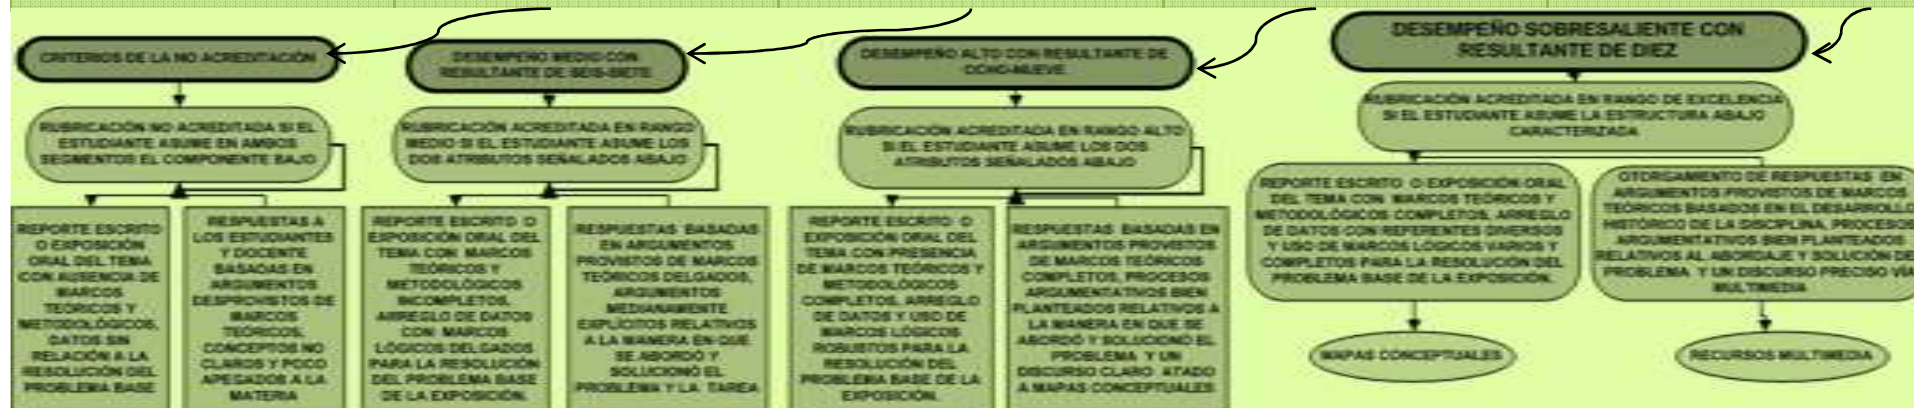 CRITERIOS DE LA NO ACREDITACIÓN
RUBRICACIÓN NO ACREDITADA SI EL
ESTUDIANTE ASUME EN AMBOS
SEGMENTOS EL COMPONENTE BAJO
REPORTE ESCRITO
O EXPOSICIÓN
ORAL DEL TEMA
CON AUSENCIA DE
MARCOS
TEÓRICOS Y
METODOLÓGICOS,
DATOS SIN
RELACIÓN A LA
RESOLUCIÓN DEL
PROBLEMA BASE
RESPUESTAS A
LOS ESTUDIANTES
Y DOCENTE
BASADAS EN
ARGUMENTOS
DESPROVISTOS DE
MARCOS
TEÓRICOS,
CONCEPTOS NO
CLAROS Y POCO
APEGADOS A LA
MATERIA
DESEMPEÑO MEDIO CON
RESULTANTE DE SEIS-SIETE
RUBRICACIÓN ACREDITADA EN RANGO
MEDIO SI EL ESTUDIANTE ASUME LOS
DOS ATRIBUTOS SEÑALADOS ABAJO
REPORTE ESCRITO O
EXPOSICIÓN ORAL DEL
TEMA CON MARCOS
TEÓRICOS Y
METODOLÓGICOS
INCOMPLETOS,
ARREGLO DE DATOS
CON MARCOS
LÓGICOS DELGADOS
PARA LA RESOLUCIÓN
DEL PROBLEMA BASE
DE LA EXPOSICIÓN.
RESPUESTAS BASADAS
EN ARGUMENTOS
PROVISTOS DE MARCOS
TEÓRICOS DELGADOS,
ARGUMENTOS
MEDIANAMENTE
EXPLÍCITOS RELATIVOS
A LA MANERA EN QUE
SE ABORDÓ Y
SOLUCIONÓ EL
PROBLEMA Y LA TAREA
DESEMPEÑO ALTO CON RESULTANTE DE
OCHO-NUEVE
RUBRICACIÓN ACREDITADA EN RANGO ALTO
SI EL ESTUDIANTE ASUME LOS DOS
ATRIBUTOS SEÑALADOS ABAJO
REPORTE ESCRITO O
EXPOSICIÓN ORAL DEL
TEMA CON PRESENCIA
DE MARCOS TEÓRICOS Y
METODOLÓGICOS
COMPLETOS, ARREGLO
DE DATOS Y USO DE
MARCOS LÓGICOS
ROBUSTOS PARA LA
RESOLUCIÓN DEL
PROBLEMA BASE DE LA
EXPOSICIÓN.
RESPUESTAS BASADAS EN
ARGUMENTOS PROVISTOS
DE MARCOS TEÓRICOS
COMPLETOS, PROCESOS
ARGUMENTATIVOS BIEN
PLANTEADOS RELATIVOS A
LA MANERA EN QUE SE
ABORDÓ Y SOLUCIONÓ EL
PROBLEMA Y UN
DISCURSO CLARO ATADO
A MAPAS CONCEPTUALES
DESEMPEÑO SOBRESALIENTE CON
RESULTANTE DE DIEZ
RUBRICACIÓN ACREDITADA EN RANGO DE EXCELENCIA
SI EL ESTUDIANTE ASUME LA ESTRUCTURA ABAJO
CARACTERIZADA
REPORTE ESCRITO O EXPOSICIÓN ORAL
DEL TEMA CON MARCOS TEÓRICOS Y
METODOLÓGICOS COMPLETOS, ARREGLO
DE DATOS CON REFERENTES DIVERSOS
Y USO DE MARCOS LÓGICOS VARIOS Y
COMPLETOS PARA LA RESOLUCIÓN DEL
PROBLEMA BASE DE LA EXPOSICIÓN.
MAPAS CONCEPTUALES
OTORGAMIENTO DE RESPUESTAS EN
ARGUMENTOS PROVISTOS DE MARCOS
TEÓRICOS BASADOS EN EL DESARROLLO
HISTÓRICO DE LA DISCIPLINA, PROCESOS
ARGUMENTATIVOS BIEN PLANTEADOS
RELATIVOS AL ABORDAJE Y SOLUCIÓN DE
PROBLEMA Y UN DISCURSO PRECISO VÍA
MULTIMEDIA
RECURSOS MULTIMEDIA